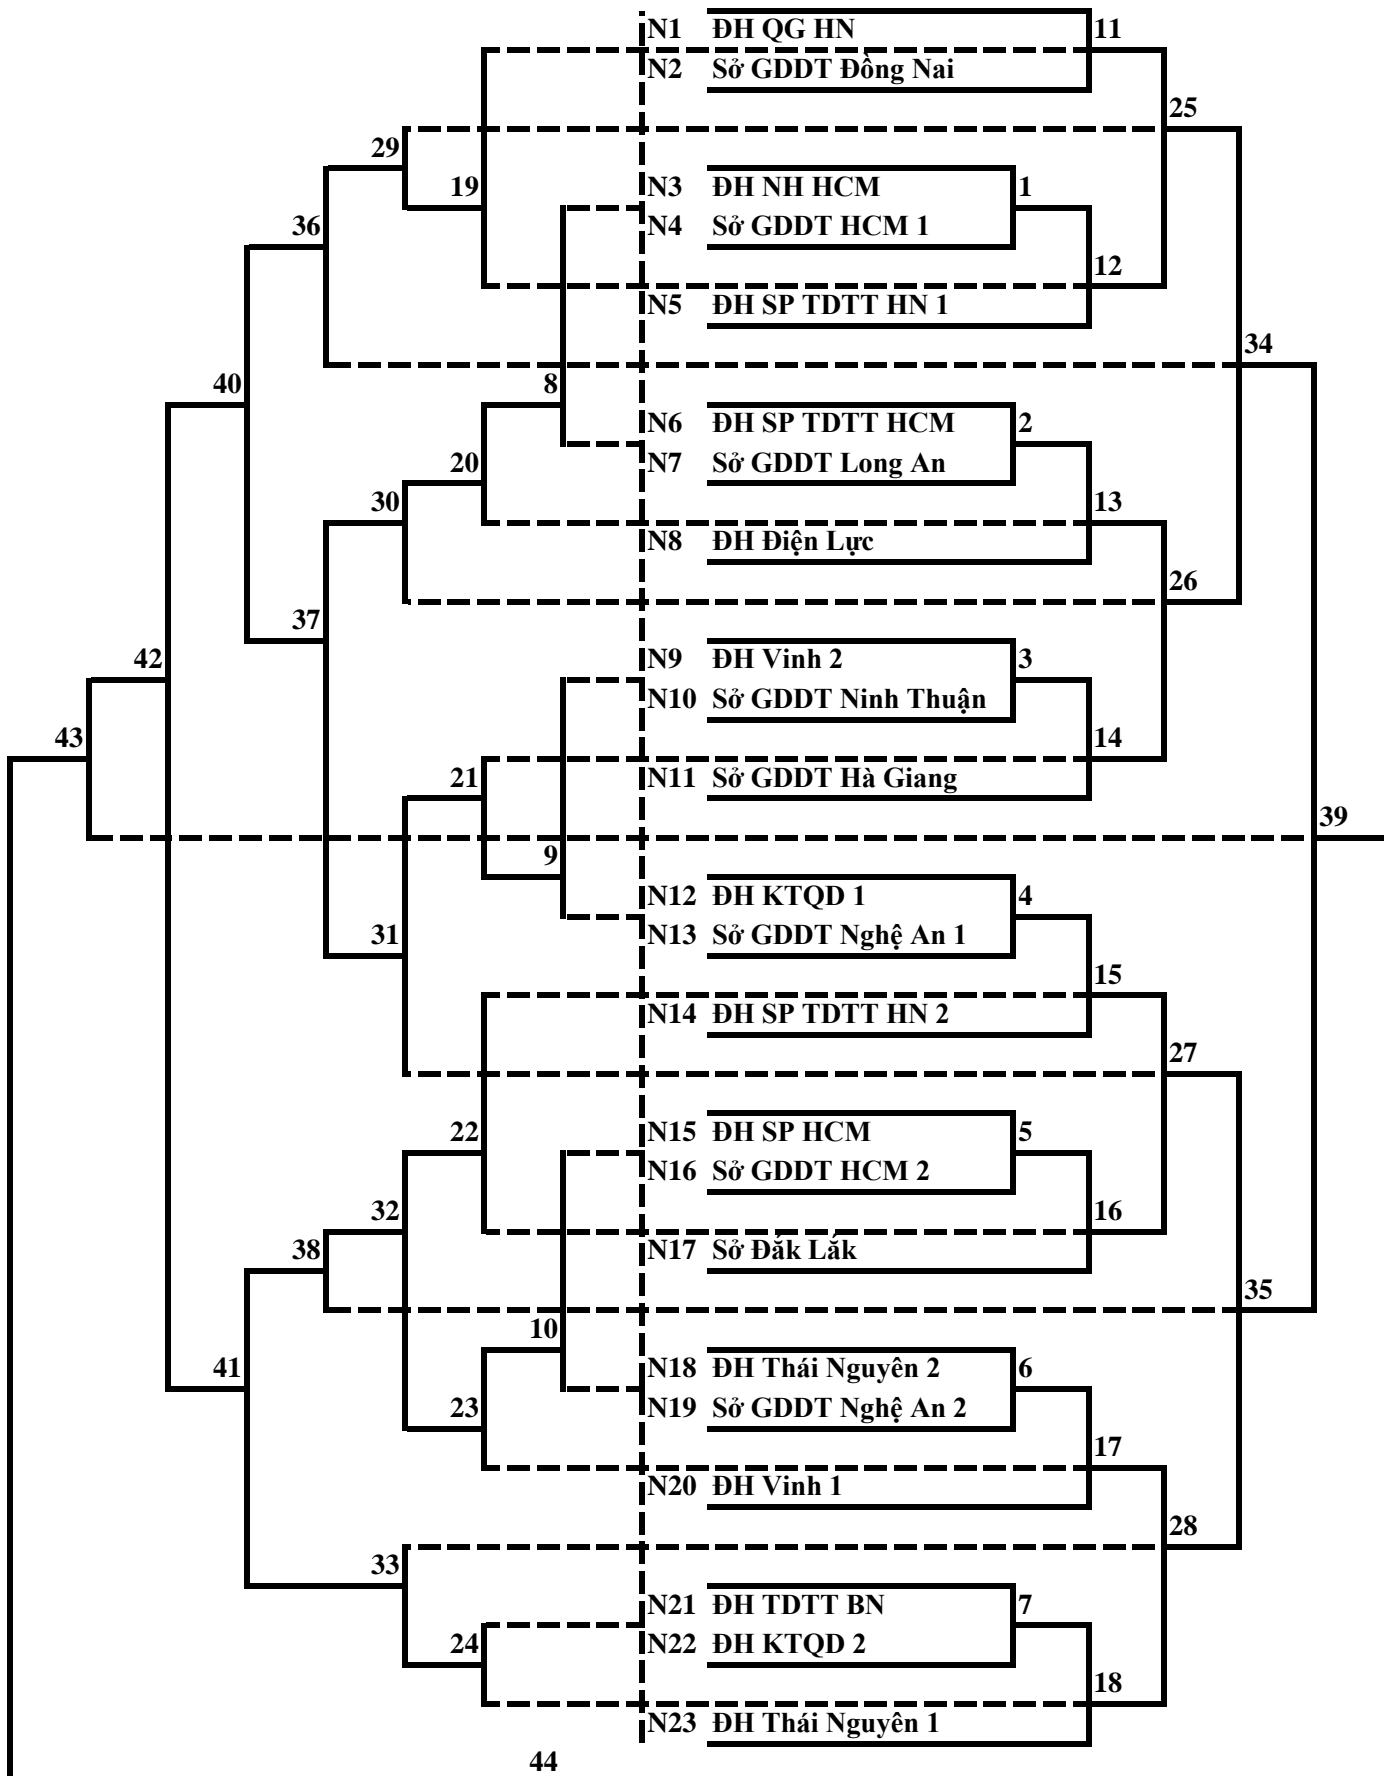 N1 ĐH QG HN 11
N2 Sở GDDT Đồng Nai
25
29
19 N3 ĐH NH HCM 1
36 N4 Sở GDDT HCM 1
12
N5 ĐH SP TDTT HN 1
34
40 8
N6 ĐH SP TDTT HCM 2
20 N7 Sở GDDT Long An
30 13
N8 ĐH Điện Lực
26
37
42 N9 ĐH Vinh 2 3
N10 Sở GDDT Ninh Thuận
43 14
21 N11 Sở GDDT Hà Giang
39
9
N12 ĐH KTQD 1 4
31 N13 Sở GDDT Nghệ An 1
15
N14 ĐH SP TDTT HN 2
27
22 N15 ĐH SP HCM 5
N16 Sở GDDT HCM 2
32 16
38 N17 Sở Đắk Lắk
35
10
41 N18 ĐH Thái Nguyên 2 6
23 N19 Sở GDDT Nghệ An 2
17
N20 ĐH Vinh 1
28
33
N21 ĐH TDTT BN 7
24 N22 ĐH KTQD 2
18
N23 ĐH Thái Nguyên 1
44